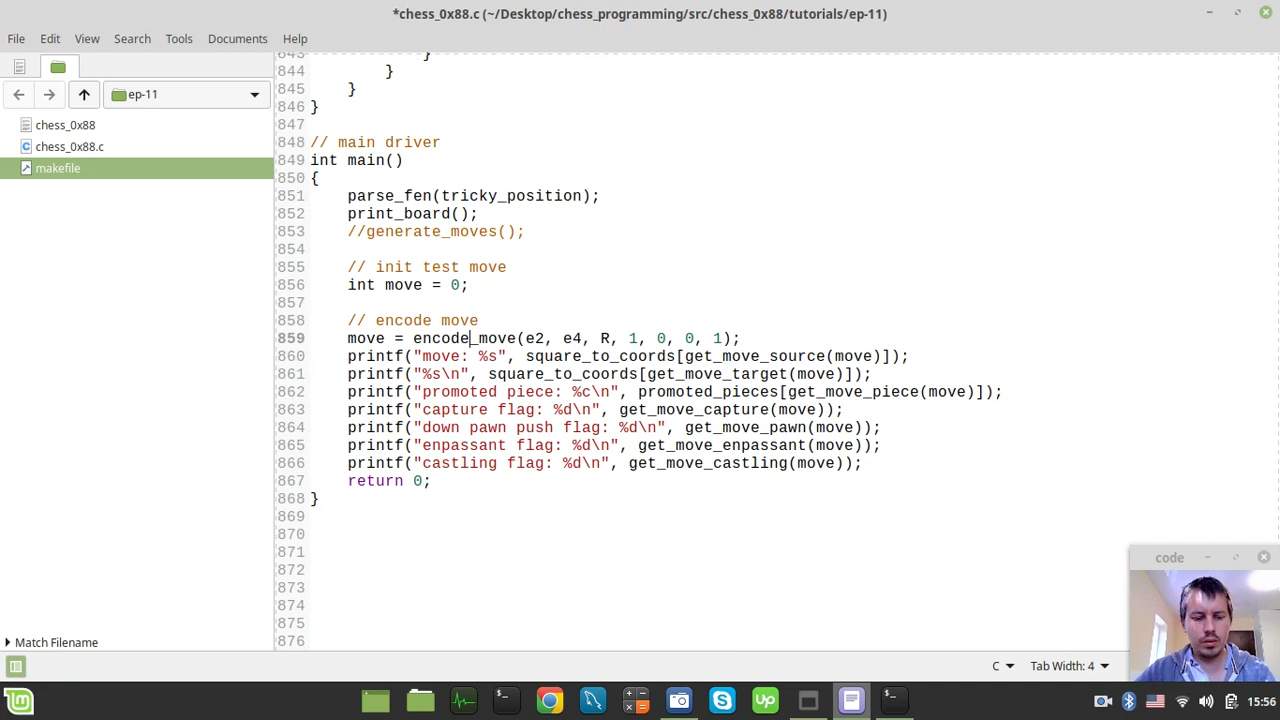 *chess_0x88.c (~/Desktop/chess_programming/src/chess_0x88/tutorials/ep-11)
File Edit View Search Tools Documents Help
ep-11
chess_0x88
chess_0x88.c
makefile
Match Filename
843 }
844 }
845 }
846 }
847
848 // main driver
849 int main()
850 {
851 parse_fen(tricky_position);
852 print_board();
853 //generate_moves();
854
855 // init test move
856 int move = 0;
857
858 // encode move
859 move = encode_move(e2, e4, R, 1, 0, 0, 1);
860 printf("move: %s", square_to_coords[get_move_source(move)]);
861 printf("%s\n", square_to_coords[get_move_target(move)]);
862 printf("promoted piece: %c\n", promoted_pieces[get_move_piece(move)]);
863 printf("capture flag: %d\n", get_move_capture(move));
864 printf("down pawn push flag: %d\n", get_move_pawn(move));
865 printf("enpassant flag: %d\n", get_move_enpassant(move));
866 printf("castling flag: %d\n", get_move_castling(move));
867 return 0;
868 }
869
870
871
872
873
874
875
876
code
C Tab Width: 4
15:56